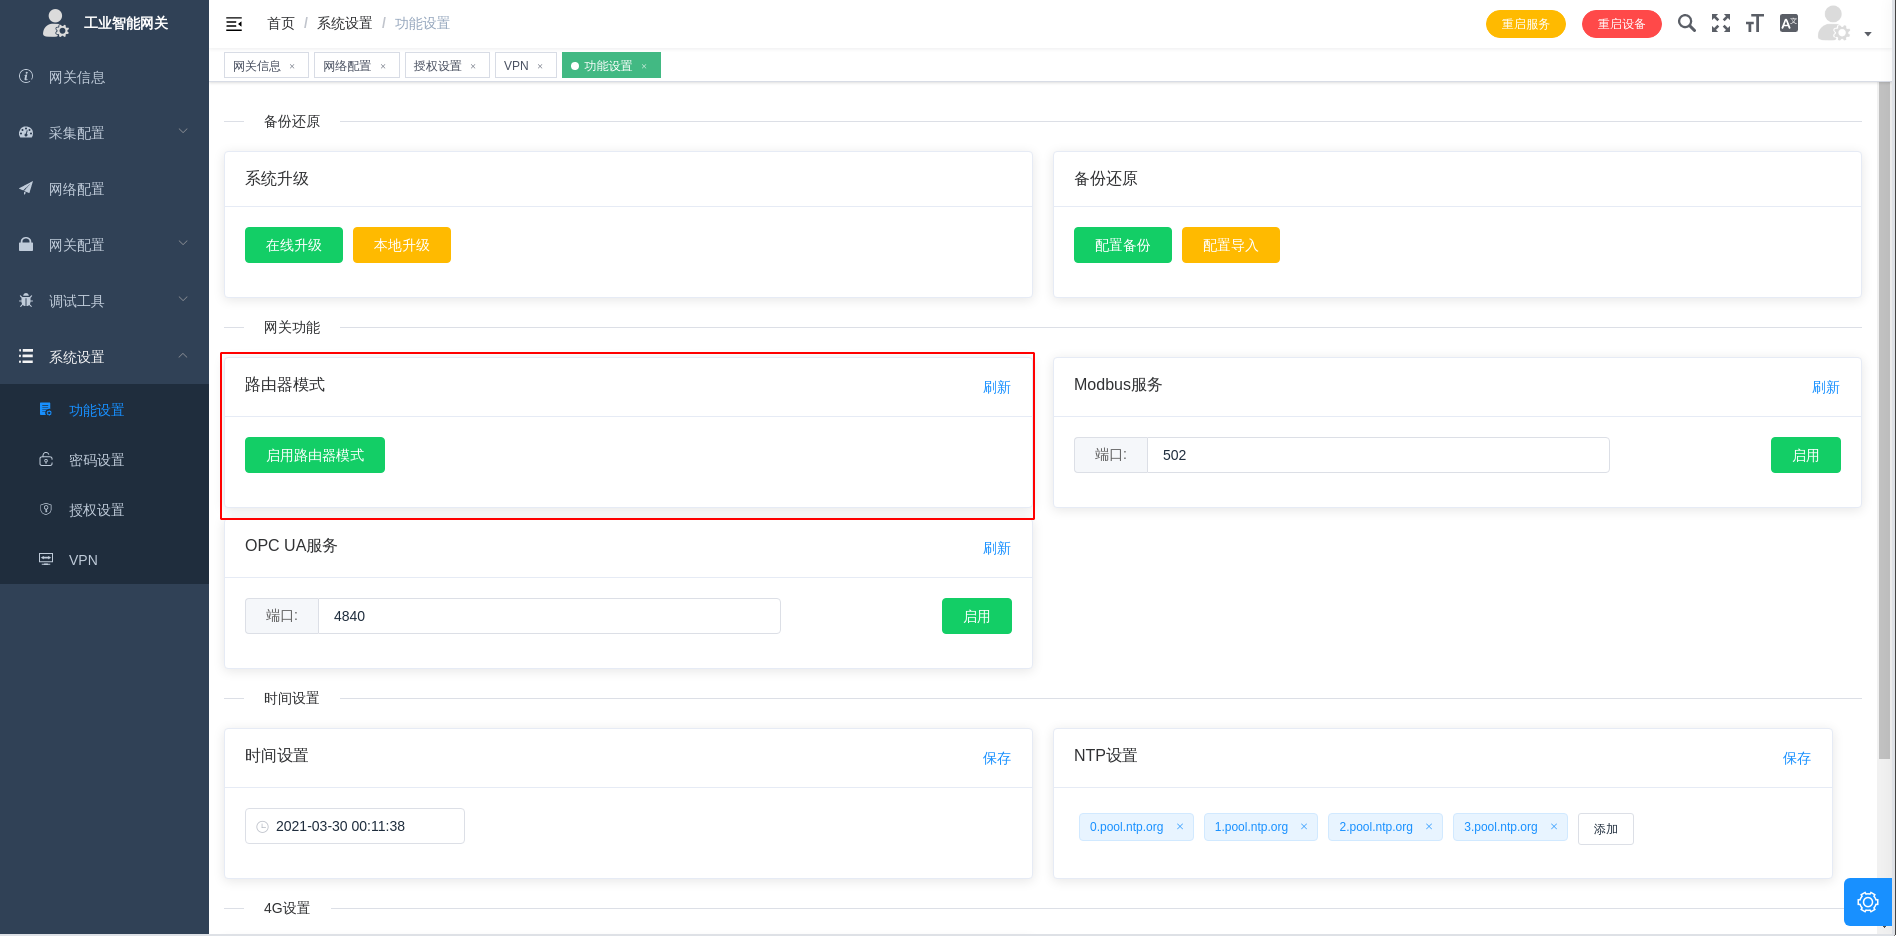 工业智能网关
首页 / 系统设置 / 功能设置
重启服务
重启设备
网关信息 ×
网络配置 ×
授权设置 ×
VPN ×
功能设置 ×
网关信息
采集配置
网络配置
网关配置
调试工具
系统设置
功能设置
密码设置
授权设置
VPN
备份还原
系统升级
在线升级
本地升级
备份还原
配置备份
配置导入
网关功能
路由器模式
刷新
启用路由器模式
Modbus服务
刷新
端口:
502
启用
OPC UA服务
刷新
端口:
4840
启用
时间设置
时间设置
保存
2021-03-30 00:11:38
NTP设置
保存
0.pool.ntp.org ×
1.pool.ntp.org ×
2.pool.ntp.org ×
3.pool.ntp.org ×
添加
4G设置